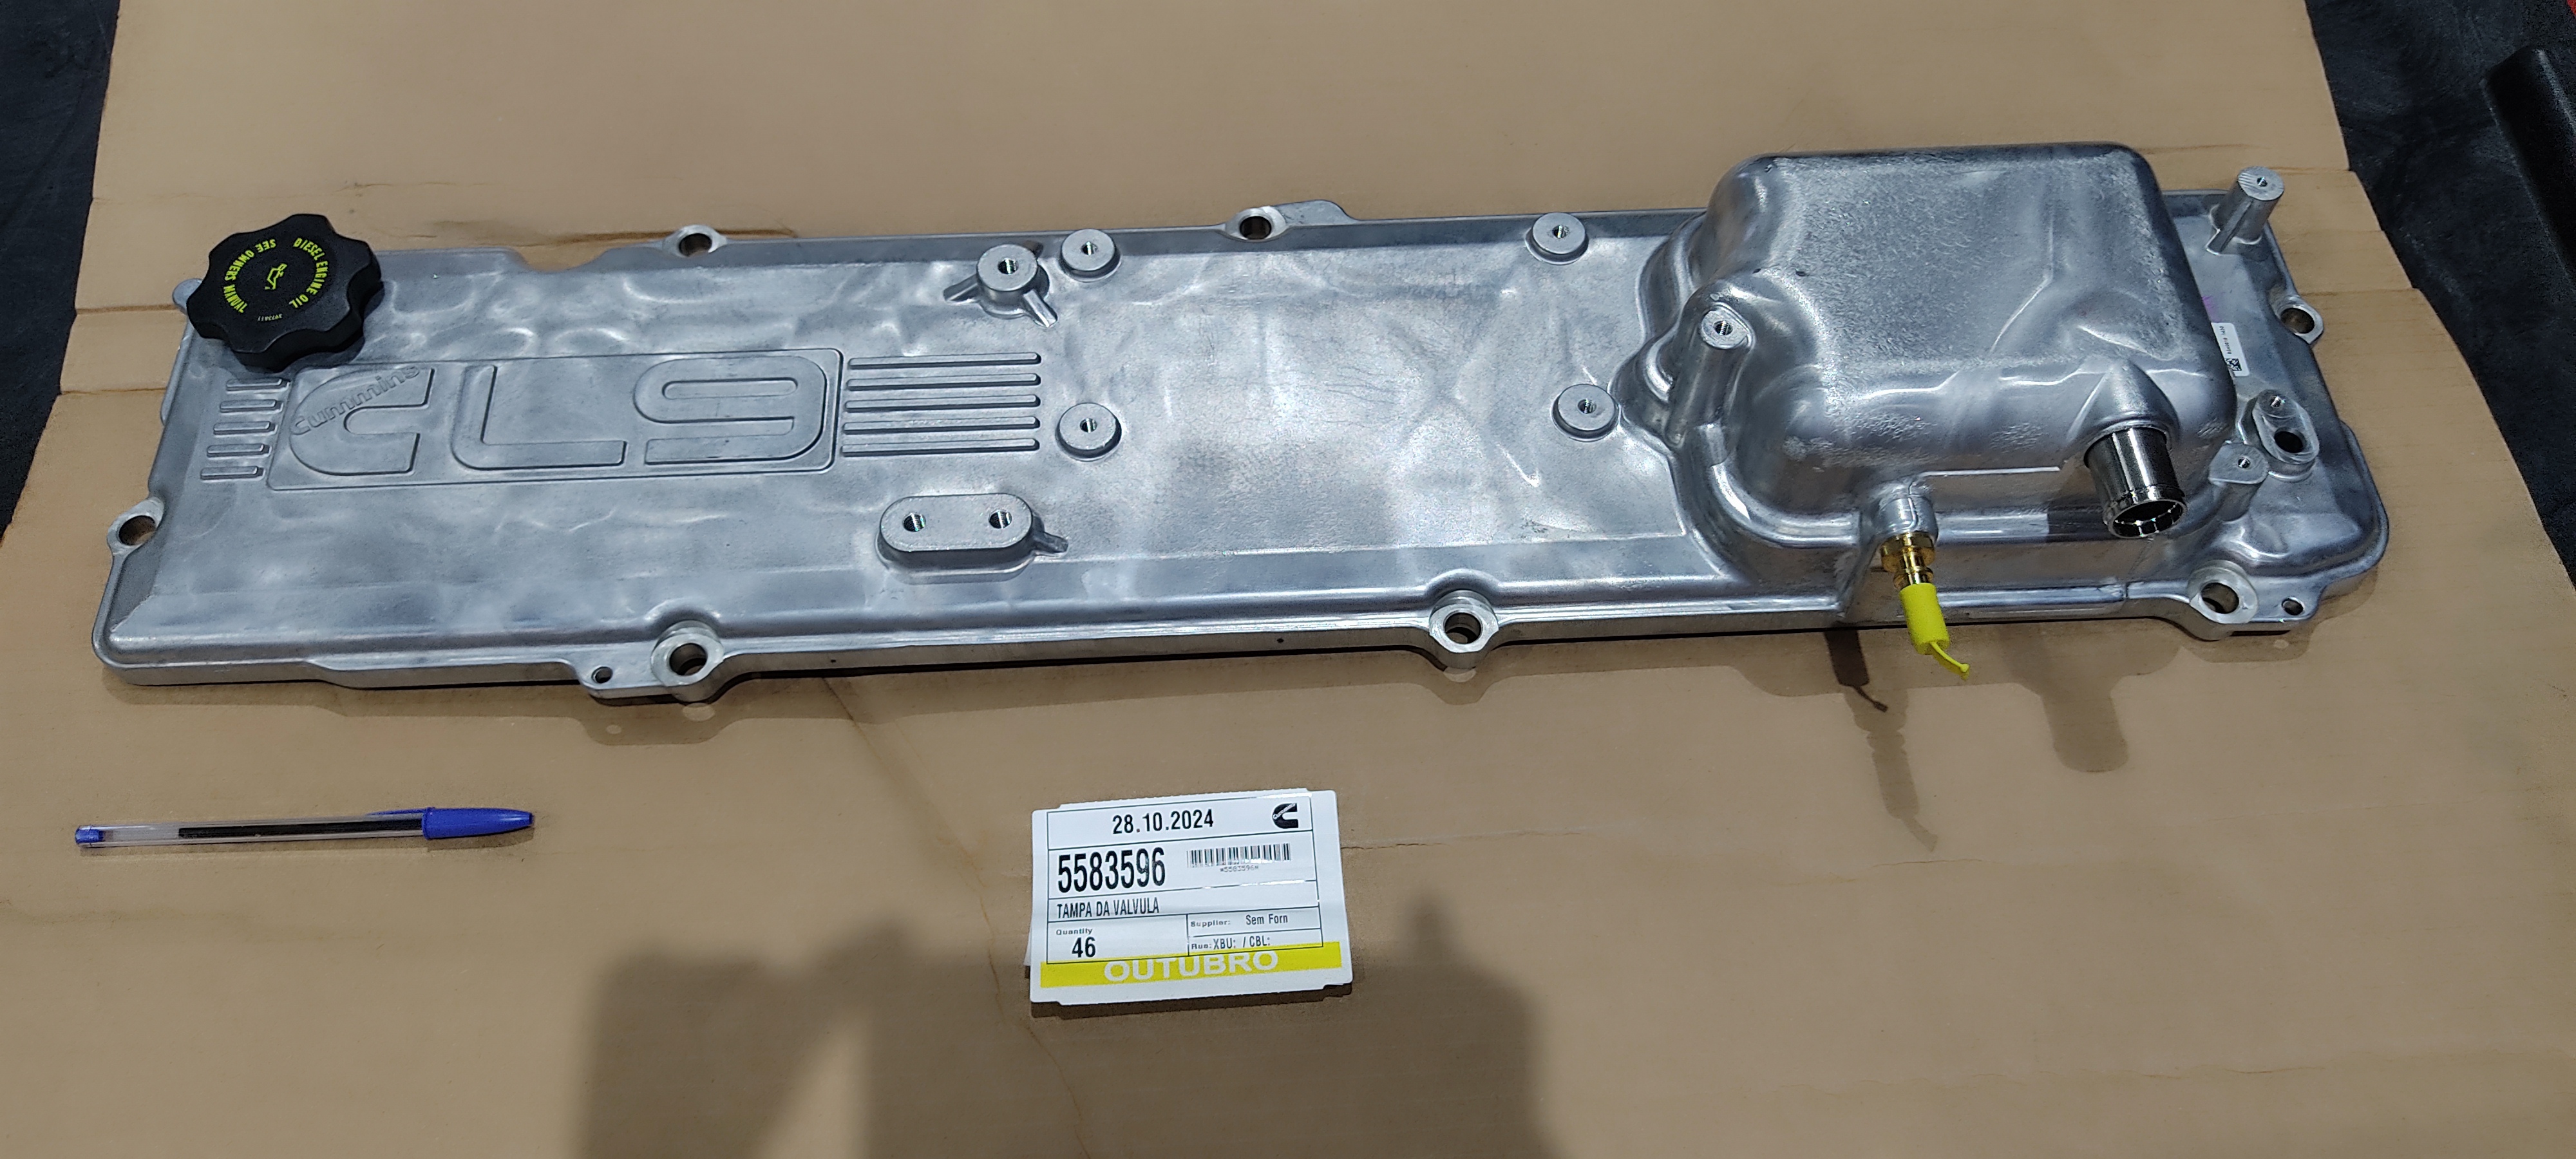 SEE OWNERS MANUAL
DIESEL ENGINE OIL
cummins
CL9
28.10.2024
5583596
*5583596*
TAMPA DA VALVULA
Quantity
46
Supplier: Sem Forn
Run: XBU: / CBL:
OUTUBRO